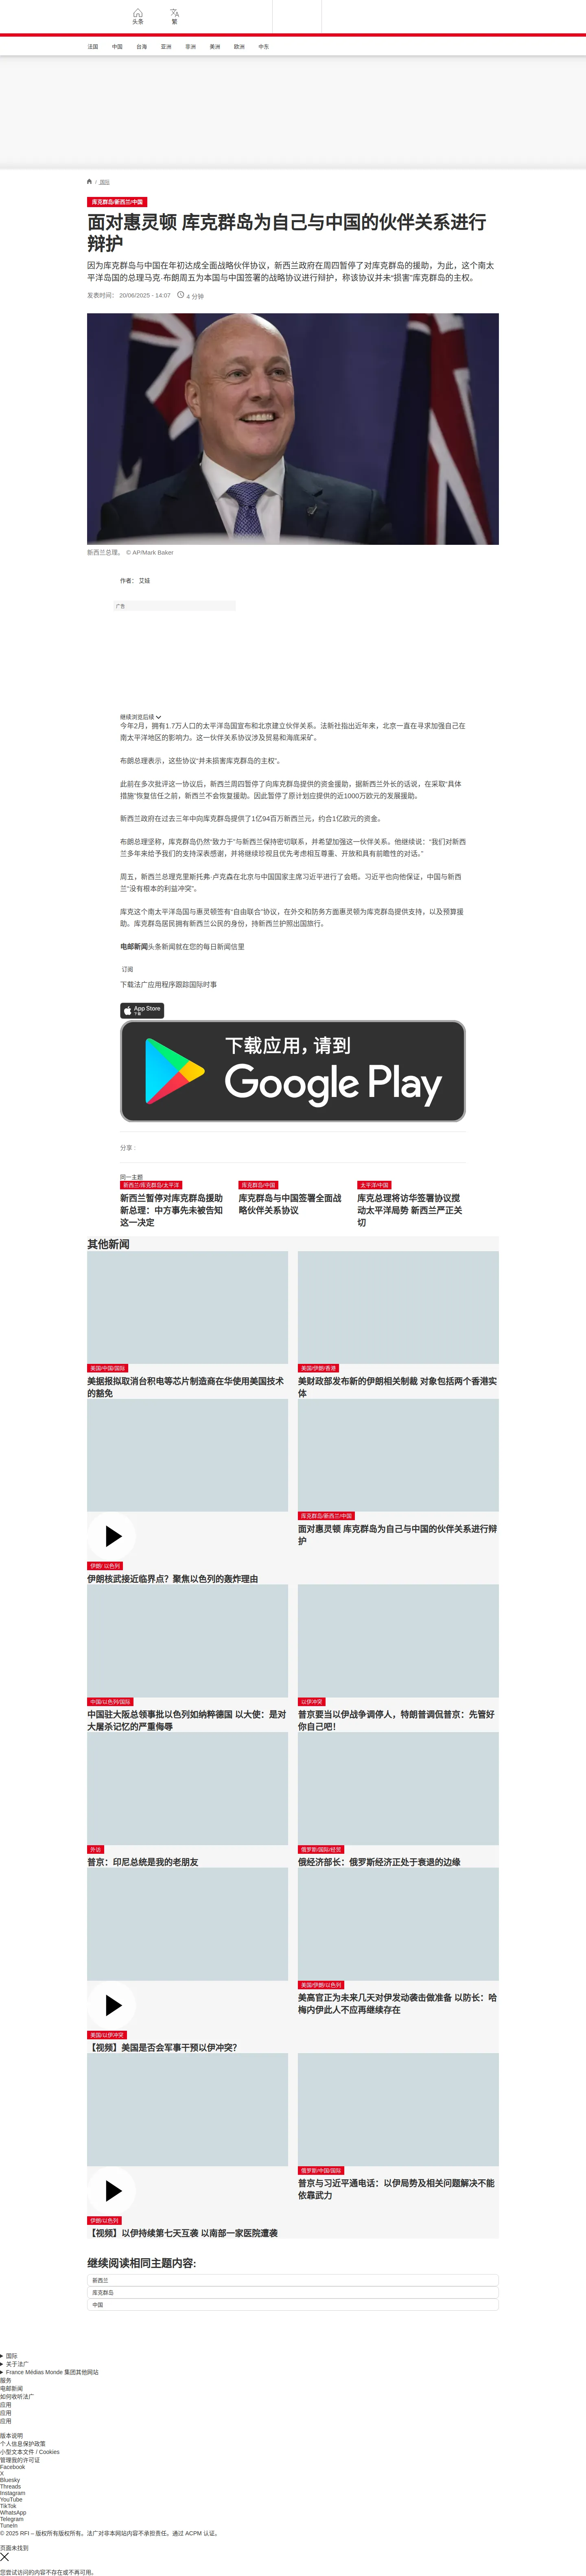 头条
繁
法国
中国
台海
亚洲
非洲
美洲
欧洲
中东
/ 国际
库克群岛/新西兰/中国
面对惠灵顿 库克群岛为自己与中国的伙伴关系进行
辩护
因为库克群岛与中国在年初达成全面战略伙伴协议，新西兰政府在周四暂停了对库克群岛的援助，为此，这个南太
平洋岛国的总理马克·布朗周五为本国与中国签署的战略协议进行辩护，称该协议并未“损害”库克群岛的主权。
发表时间： 20/06/2025 - 14:07
4 分钟
新西兰总理。 © AP/Mark Baker
作者： 艾娃
广告
继续浏览后续
今年2月，拥有1.7万人口的太平洋岛国宣布和北京建立伙伴关系。法新社指出近年来，北京一直在寻求加强自己在
南太平洋地区的影响力。这一伙伴关系协议涉及贸易和海底采矿。
布朗总理表示，这些协议“并未损害库克群岛的主权”。
此前在多次批评这一协议后，新西兰周四暂停了向库克群岛提供的资金援助，据新西兰外长的话说，在采取“具体
措施”恢复信任之前，新西兰不会恢复援助。因此暂停了原计划应提供的近1000万欧元的发展援助。
新西兰政府在过去三年中向库克群岛提供了1亿94百万新西兰元，约合1亿欧元的资金。
布朗总理坚称，库克群岛仍然“致力于”与新西兰保持密切联系，并希望加强这一伙伴关系。他继续说：“我们对新西
兰多年来给予我们的支持深表感谢，并将继续珍视且优先考虑相互尊重、开放和具有前瞻性的对话。”
周五，新西兰总理克里斯托弗·卢克森在北京与中国国家主席习近平进行了会晤。习近平也向他保证，中国与新西
兰“没有根本的利益冲突”。
库克这个南太平洋岛国与惠灵顿签有“自由联合”协议，在外交和防务方面惠灵顿为库克群岛提供支持，以及预算援
助。库克群岛居民拥有新西兰公民的身份，持新西兰护照出国旅行。
电邮新闻头条新闻就在您的每日新闻信里
订阅
下载法广应用程序跟踪国际时事
App Store
下载
下载应用，请到
Google Play
分享：
同一主题
新西兰/库克群岛/太平洋
新西兰暂停对库克群岛援助
新总理：中方事先未被告知
这一决定
库克群岛/中国
库克群岛与中国签署全面战
略伙伴关系协议
太平洋/中国
库克总理将访华签署协议搅
动太平洋局势 新西兰严正关
切
其他新闻
美国/中国/国际
美据报拟取消台积电等芯片制造商在华使用美国技术
的豁免
美国/伊朗/香港
美财政部发布新的伊朗相关制裁 对象包括两个香港实
体
伊朗/ 以色列
伊朗核武接近临界点？聚焦以色列的轰炸理由
库克群岛/新西兰/中国
面对惠灵顿 库克群岛为自己与中国的伙伴关系进行辩
护
中国/以色列/国际
中国驻大阪总领事批以色列如纳粹德国 以大使：是对
大屠杀记忆的严重侮辱
以伊冲突
普京要当以伊战争调停人，特朗普调侃普京：先管好
你自己吧！
外访
普京：印尼总统是我的老朋友
俄罗斯/国际/经贸
俄经济部长：俄罗斯经济正处于衰退的边缘
美国/以伊冲突
【视频】美国是否会军事干预以伊冲突？
美国/伊朗/以色列
美高官正为未来几天对伊发动袭击做准备 以防长：哈
梅内伊此人不应再继续存在
伊朗/以色列
【视频】以伊持续第七天互袭 以南部一家医院遭袭
俄罗斯/中国/国际
普京与习近平通电话：以伊局势及相关问题解决不能
依靠武力
继续阅读相同主题内容:
新西兰
库克群岛
中国
国际
关于法广
France Médias Monde 集团其他网站
服务
电邮新闻
如何收听法广
应用
应用
应用
版本说明
个人信息保护政策
小型文本文件 / Cookies
管理我的许可证
Facebook
X
Bluesky
Threads
Instagram
YouTube
TikTok
WhatsApp
Telegram
TuneIn
© 2025 RFI – 版权所有版权所有。法广对非本网站内容不承担责任。通过 ACPM 认证。
页面未找到
您尝试访问的内容不存在或不再可用。